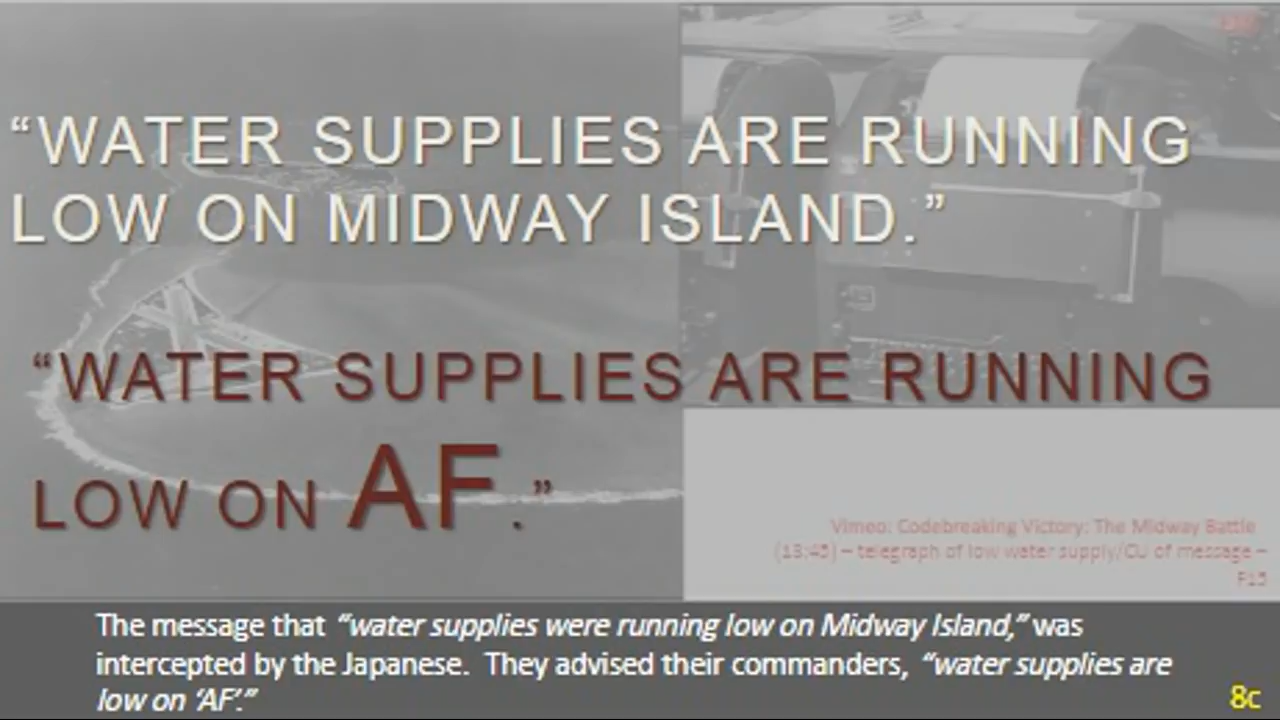 “WATER SUPPLIES ARE RUNNING
LOW ON MIDWAY ISLAND.”
“WATER SUPPLIES ARE RUNNING
LOW ON AF.”
Vimeo: Codebreaking Victory: The Midway Battle
(13:45) – telegraph of low water supply/CU of message –
F15
The message that “water supplies were running low on Midway Island,” was
intercepted by the Japanese. They advised their commanders, “water supplies are
low on ‘AF’.”
8c